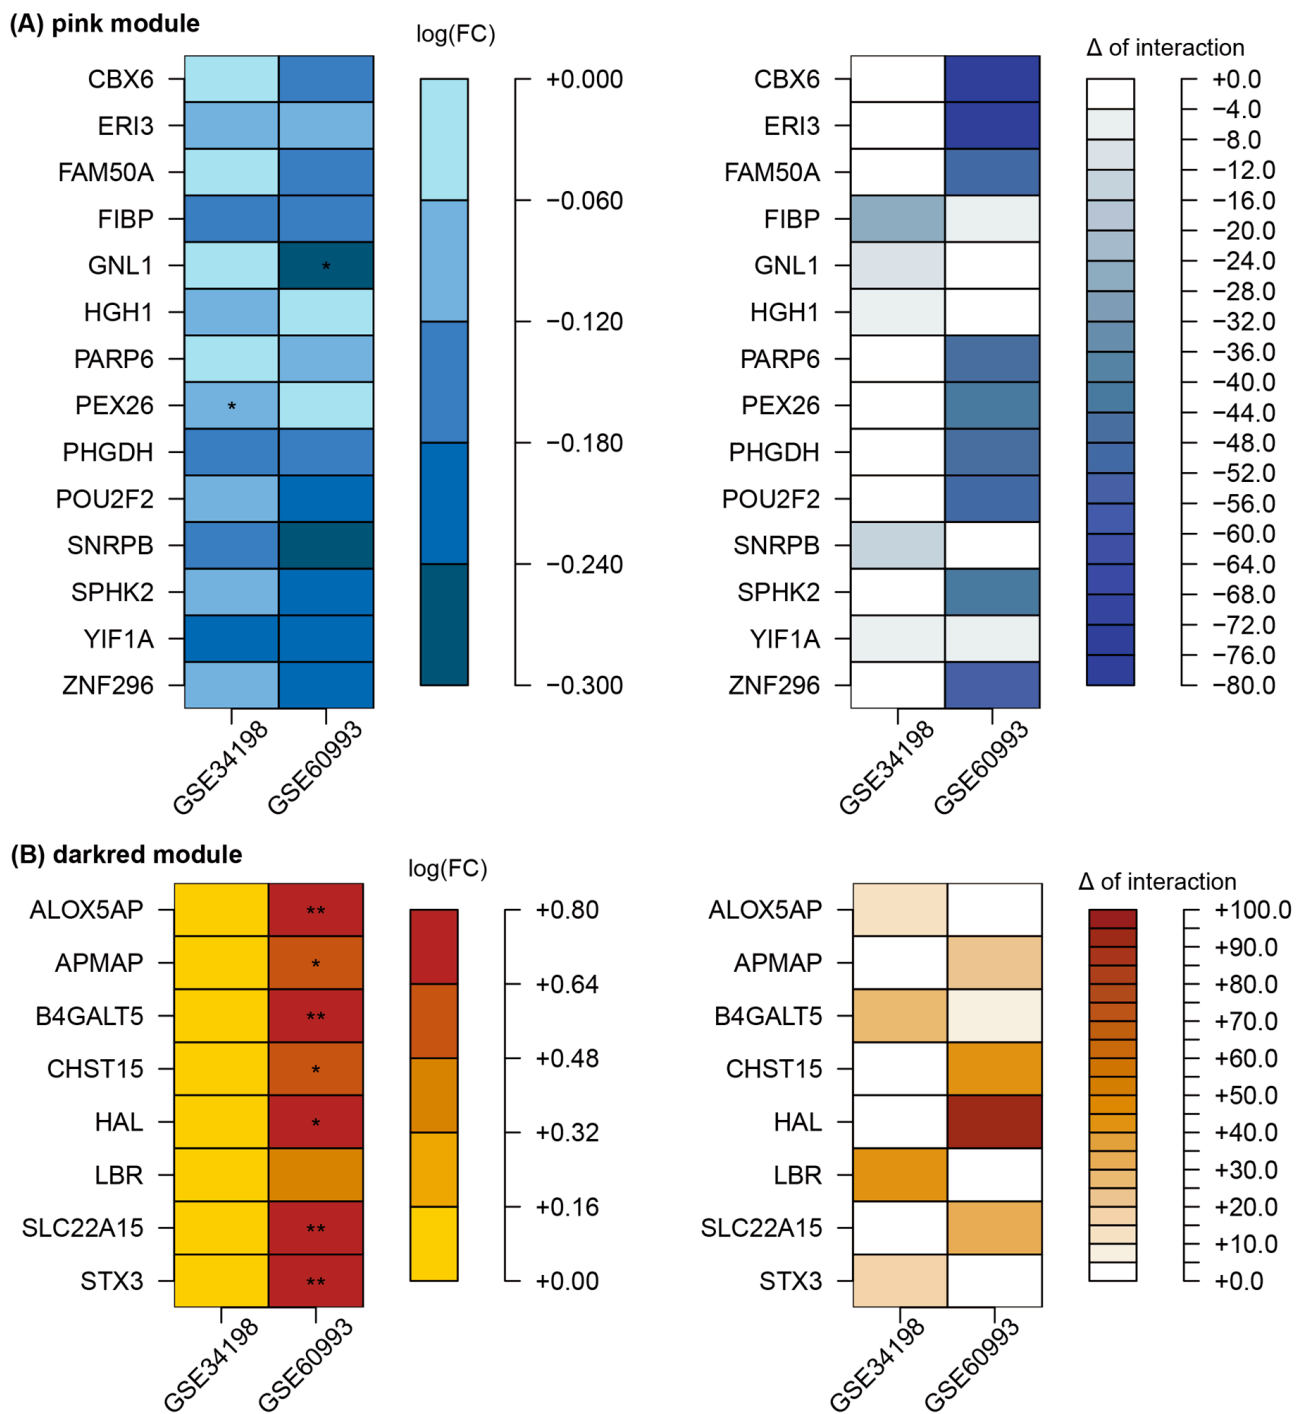 (A) pink module
log(FC)
Δ of interaction
CBX6
ERI3
FAM50A
FIBP
GNL1
*
HGH1
PARP6
PEX26
*
PHGDH
POU2F2
SNRPB
SPHK2
YIF1A
ZNF296
GSE34198
GSE60993
+0.000
−0.060
−0.120
−0.180
−0.240
−0.300
CBX6
ERI3
FAM50A
FIBP
GNL1
HGH1
PARP6
PEX26
PHGDH
POU2F2
SNRPB
SPHK2
YIF1A
ZNF296
GSE34198
GSE60993
+0.0
−4.0
−8.0
−12.0
−16.0
−20.0
−24.0
−28.0
−32.0
−36.0
−40.0
−44.0
−48.0
−52.0
−56.0
−60.0
−64.0
−68.0
−72.0
−76.0
−80.0
(B) darkred module
log(FC)
Δ of interaction
ALOX5AP
**
APMAP
*
B4GALT5
**
CHST15
*
HAL
*
LBR
SLC22A15
**
STX3
**
GSE34198
GSE60993
+0.80
+0.64
+0.48
+0.32
+0.16
+0.00
ALOX5AP
APMAP
B4GALT5
CHST15
HAL
LBR
SLC22A15
STX3
GSE34198
GSE60993
+100.0
+90.0
+80.0
+70.0
+60.0
+50.0
+40.0
+30.0
+20.0
+10.0
+0.0